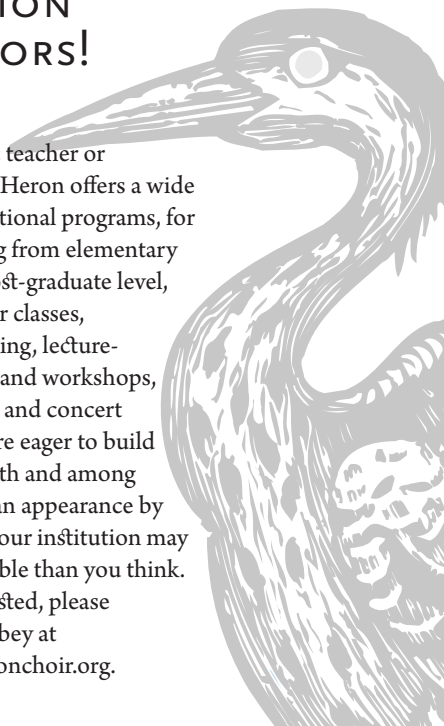 ION
ORS!
teacher or
Heron offers a wide
tional programs, for
g from elementary
ost-graduate level,
r classes,
ing, lecture-
and workshops,
and concert
re eager to build
th and among
an appearance by
our institution may
ble than you think.
sted, please
bey at
onchoir.org.